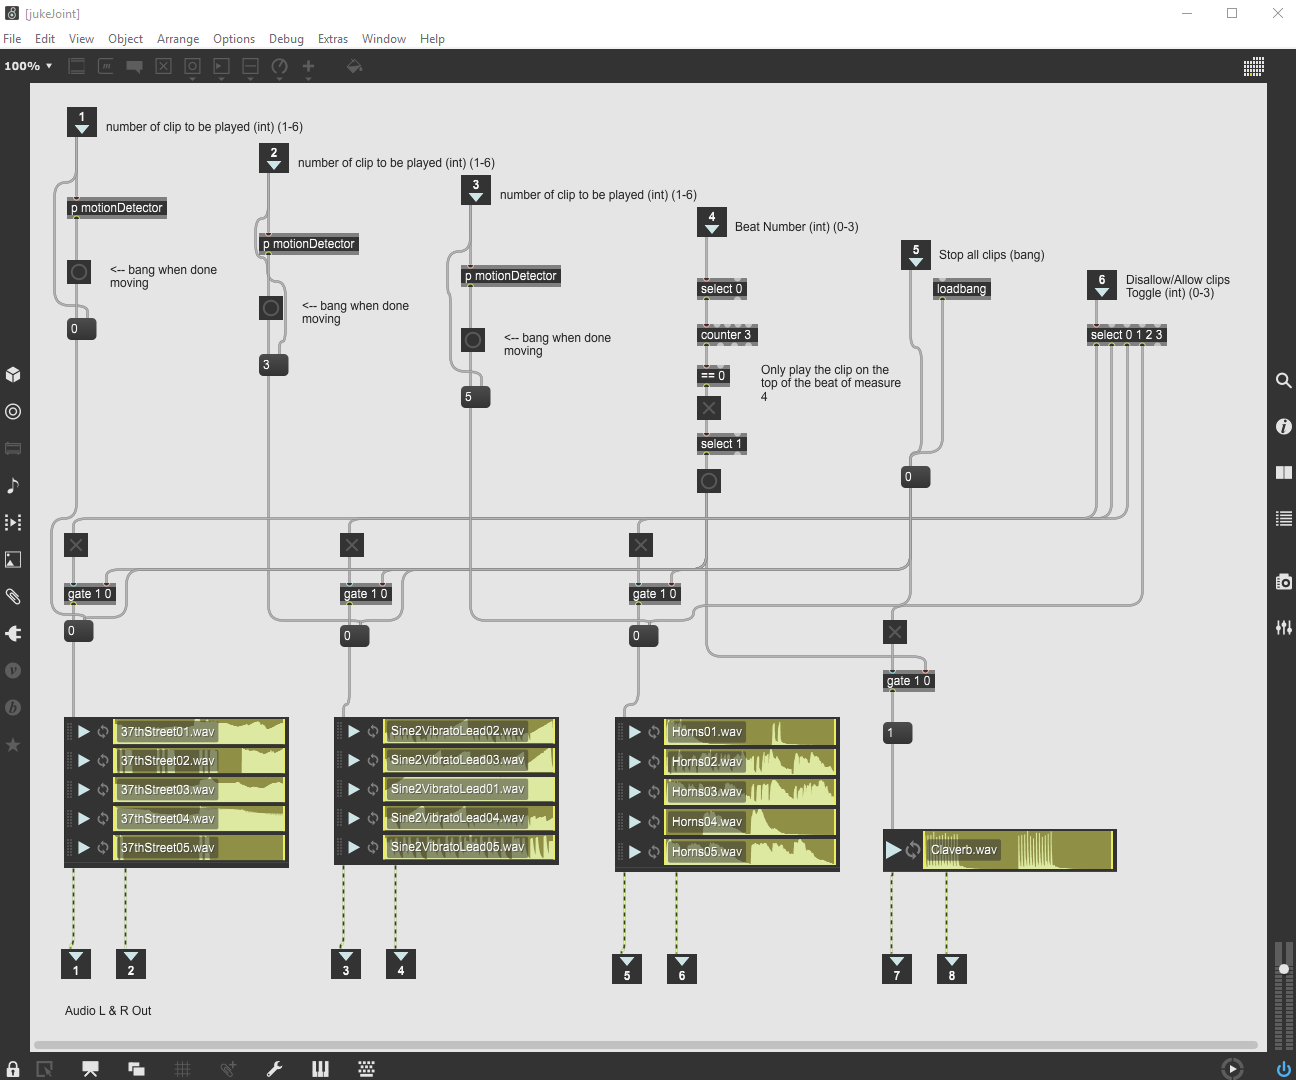 [jukeJoint]
File Edit View Object Arrange Options Debug Extras Window Help
100%
1
number of clip to be played (int) (1-6)
2
number of clip to be played (int) (1-6)
3
number of clip to be played (int) (1-6)
4
Beat Number (int) (0-3)
5
Stop all clips (bang)
6
Disallow/Allow clips
Toggle (int) (0-3)
p motionDetector
p motionDetector
p motionDetector
<-- bang when done
moving
<-- bang when done
moving
<-- bang when done
moving
0
3
5
select 0
counter 3
== 0
Only play the clip on the
top of the beat of measure
4
select 1
loadbang
0
select 0 1 2 3
gate 1 0
gate 1 0
gate 1 0
gate 1 0
0
0
0
1
37thStreet01.wav
37thStreet02.wav
37thStreet03.wav
37thStreet04.wav
37thStreet05.wav
Sine2VibratoLead02.wav
Sine2VibratoLead03.wav
Sine2VibratoLead01.wav
Sine2VibratoLead04.wav
Sine2VibratoLead05.wav
Horns01.wav
Horns02.wav
Horns03.wav
Horns04.wav
Horns05.wav
Claverb.wav
1
2
3
4
5
6
7
8
Audio L & R Out